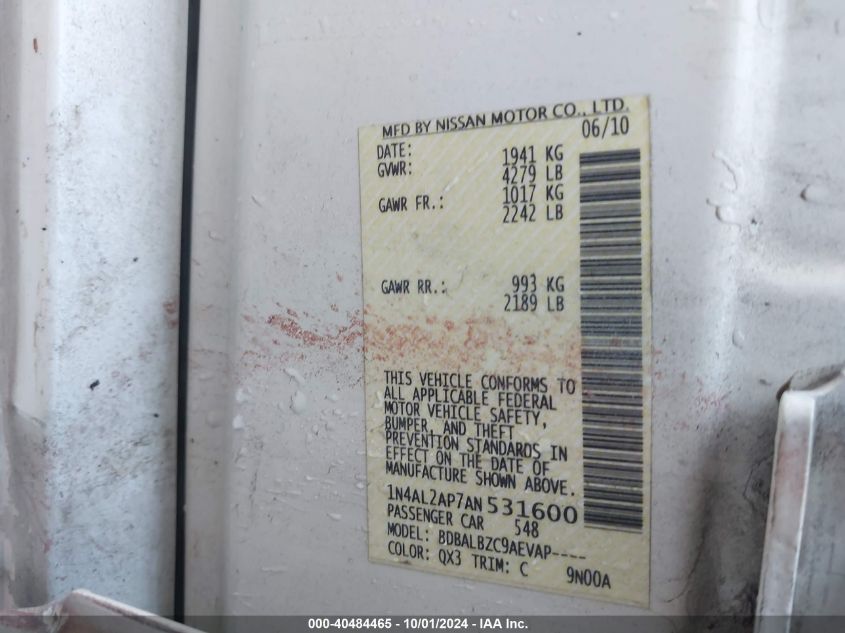 MFD BY NISSAN MOTOR CO., LTD.
DATE: 06/10
GVWR: 1941 KG
4279 LB
GAWR FR.: 1017 KG
2242 LB
GAWR RR.: 993 KG
2189 LB
THIS VEHICLE CONFORMS TO
ALL APPLICABLE FEDERAL
MOTOR VEHICLE SAFETY,
BUMPER, AND THEFT
PREVENTION STANDARDS IN
EFFECT ON THE DATE OF
MANUFACTURE SHOWN ABOVE.
1N4AL2AP7AN531600
PASSENGER CAR 548
MODEL: BDBALBZC9AEVAP----
COLOR: QX3 TRIM: C 9N00A
000-40484465 - 10/01/2024 - IAA Inc.